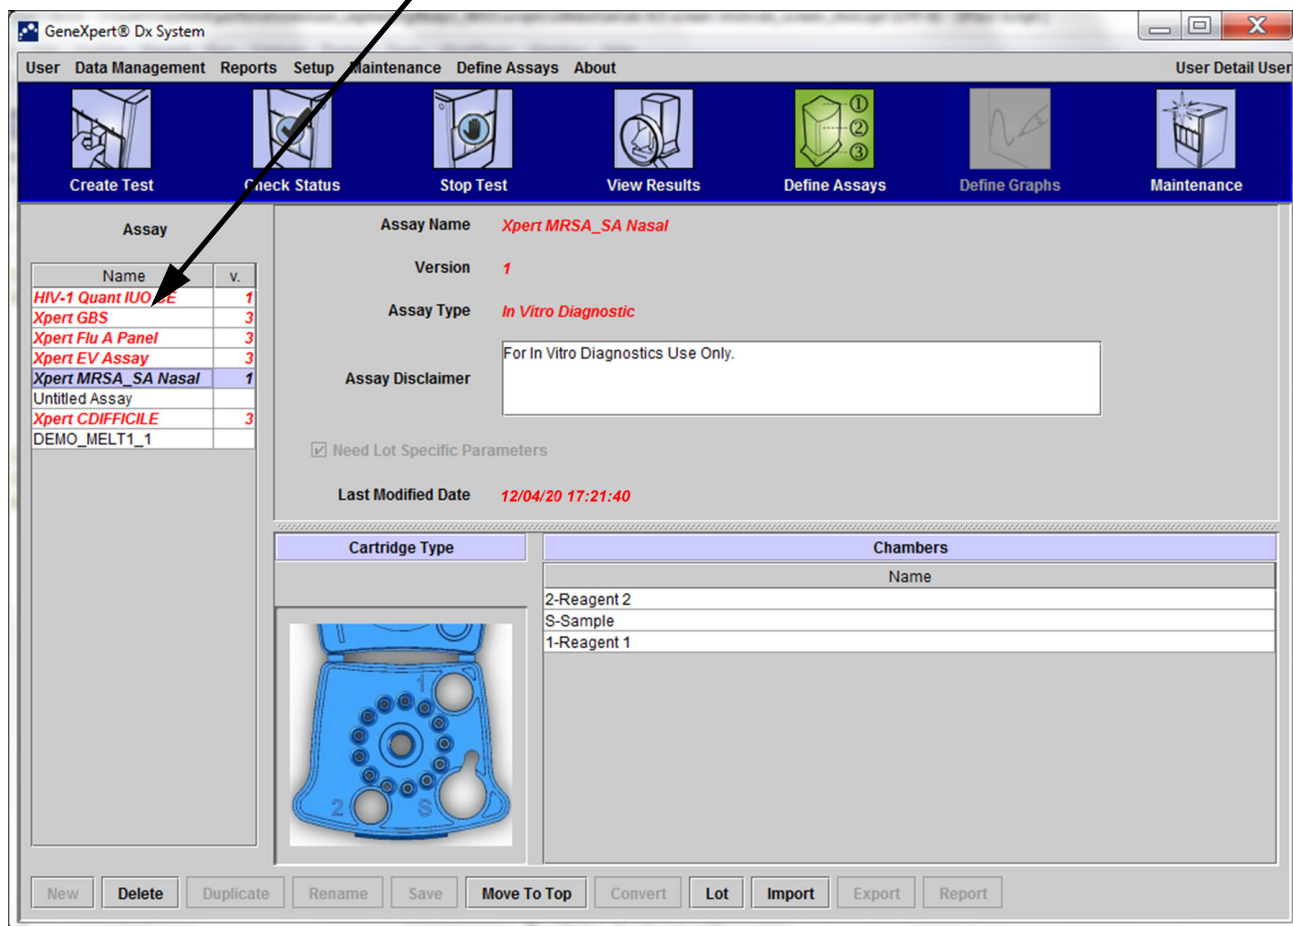 GeneXpert® Dx System
User Data Management Reports Setup Maintenance Define Assays About User Detail User
Create Test Check Status Stop Test View Results Define Assays Define Graphs Maintenance
Assay
Name v.
HIV-1 Quant IUO CE 1
Xpert GBS 3
Xpert Flu A Panel 3
Xpert EV Assay 3
Xpert MRSA_SA Nasal 1
Untitled Assay
Xpert CDIFFICILE 3
DEMO_MELT1_1
Assay Name Xpert MRSA_SA Nasal
Version 1
Assay Type In Vitro Diagnostic
Assay Disclaimer For In Vitro Diagnostics Use Only.
Need Lot Specific Parameters
Last Modified Date 12/04/20 17:21:40
Cartridge Type
1
2 S
Chambers
Name
2-Reagent 2
S-Sample
1-Reagent 1
New Delete Duplicate Rename Save Move To Top Convert Lot Import Export Report